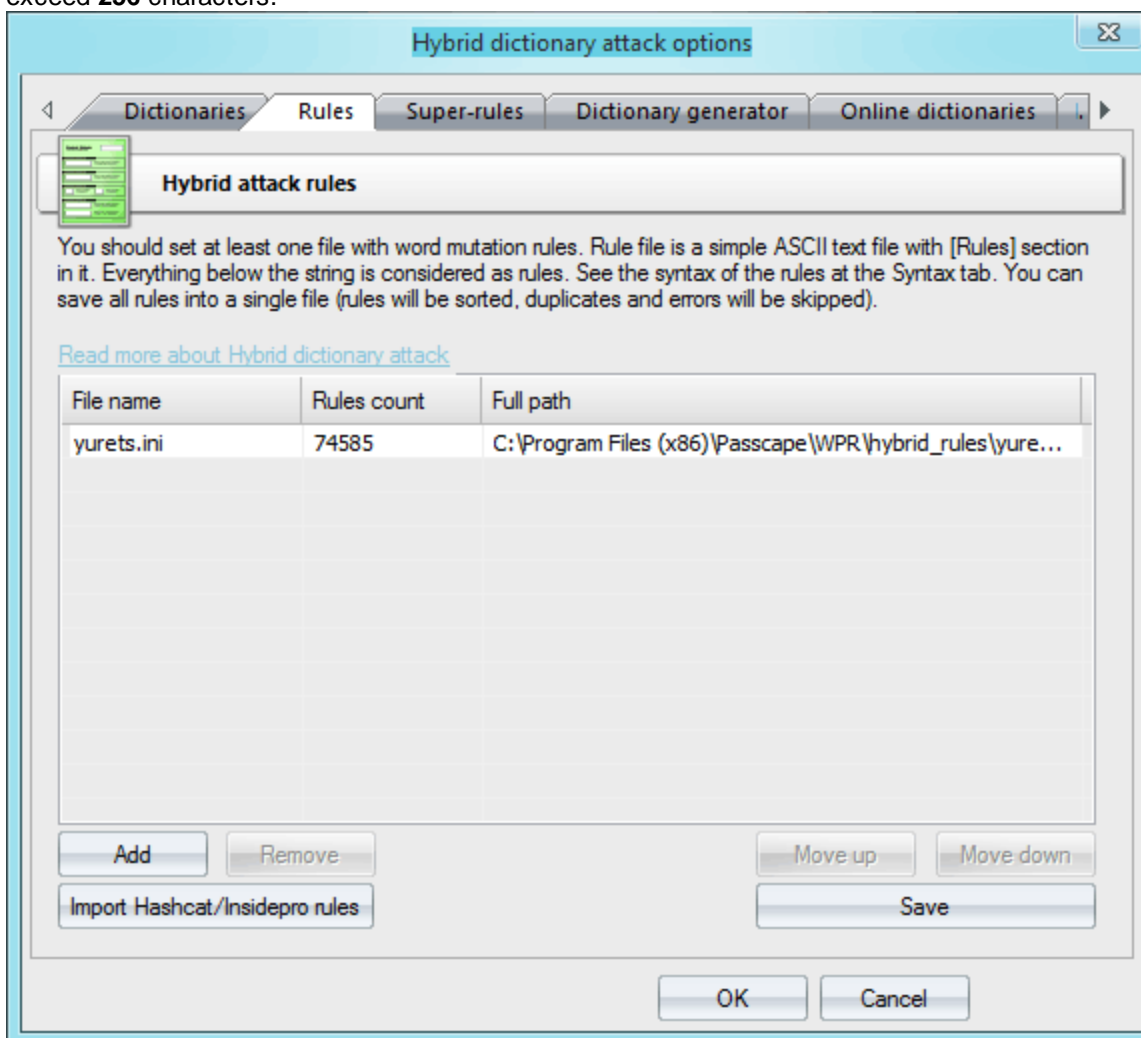 exceed 256 characters.
Hybrid dictionary attack options
Dictionaries Rules Super-rules Dictionary generator Online dictionaries
Hybrid attack rules
You should set at least one file with word mutation rules. Rule file is a simple ASCII text file with [Rules] section
in it. Everything below the string is considered as rules. See the syntax of the rules at the Syntax tab. You can
save all rules into a single file (rules will be sorted, duplicates and errors will be skipped).
Read more about Hybrid dictionary attack
File name Rules count Full path
yurets.ini 74585 C:\Program Files (x86)\Passcape\WPR\hybrid_rules\yure...
Add Remove Move up Move down
Import Hashcat/Insidepro rules Save
OK Cancel